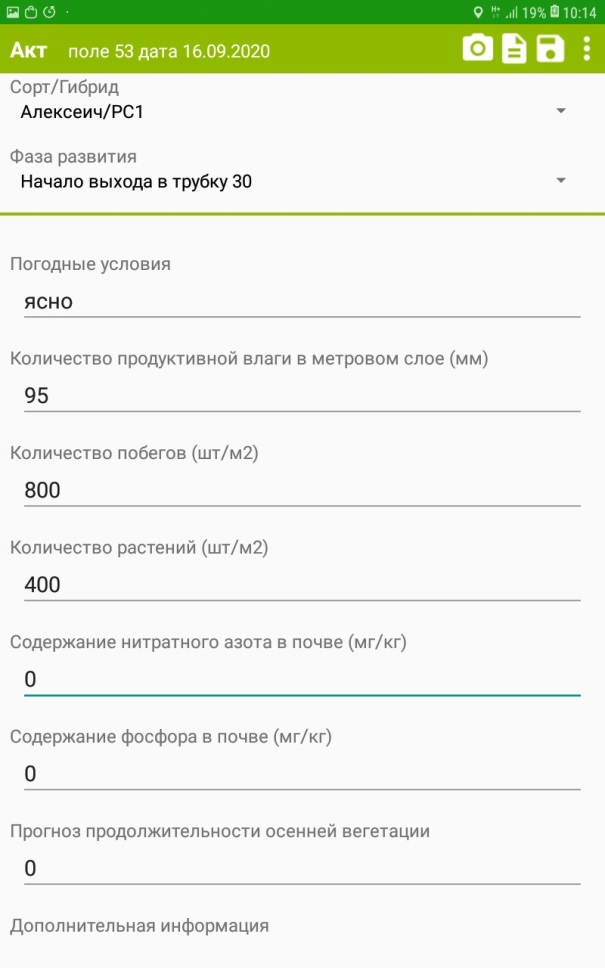 19% 10:14
Акт поле 53 дата 16.09.2020
Сорт/Гибрид
Алексеич/РС1
Фаза развития
Начало выхода в трубку 30
Погодные условия
ясно
Количество продуктивной влаги в метровом слое (мм)
95
Количество побегов (шт/м2)
800
Количество растений (шт/м2)
400
Содержание нитратного азота в почве (мг/кг)
0
Содержание фосфора в почве (мг/кг)
0
Прогноз продолжительности осенней вегетации
0
Дополнительная информация